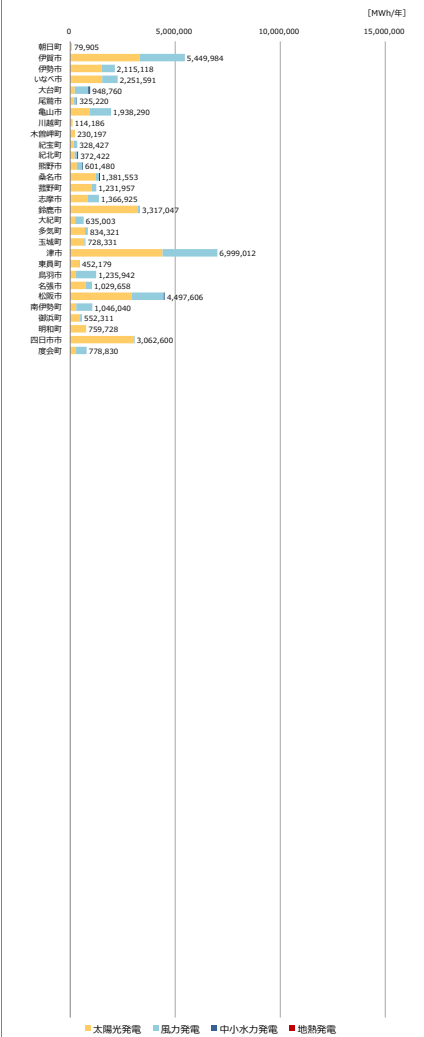 [MWh/年]
0 5,000,000 10,000,000 15,000,000
朝日町 79,905
伊賀市 5,449,984
伊勢市 2,115,118
いなべ市 2,251,591
大台町 948,760
尾鷲市 325,220
亀山市 1,938,290
川越町 114,186
木曽岬町 230,197
紀宝町 328,427
紀北町 372,422
熊野市 601,480
桑名市 1,381,553
菰野町 1,231,957
志摩市 1,366,925
鈴鹿市 3,317,047
大紀町 635,003
多気町 834,321
玉城町 728,331
津市 6,999,012
東員町 452,179
鳥羽市 1,235,942
名張市 1,029,658
松阪市 4,497,606
南伊勢町 1,046,040
御浜町 552,311
明和町 759,728
四日市市 3,062,600
度会町 778,830
太陽光発電 風力発電 中小水力発電 地熱発電